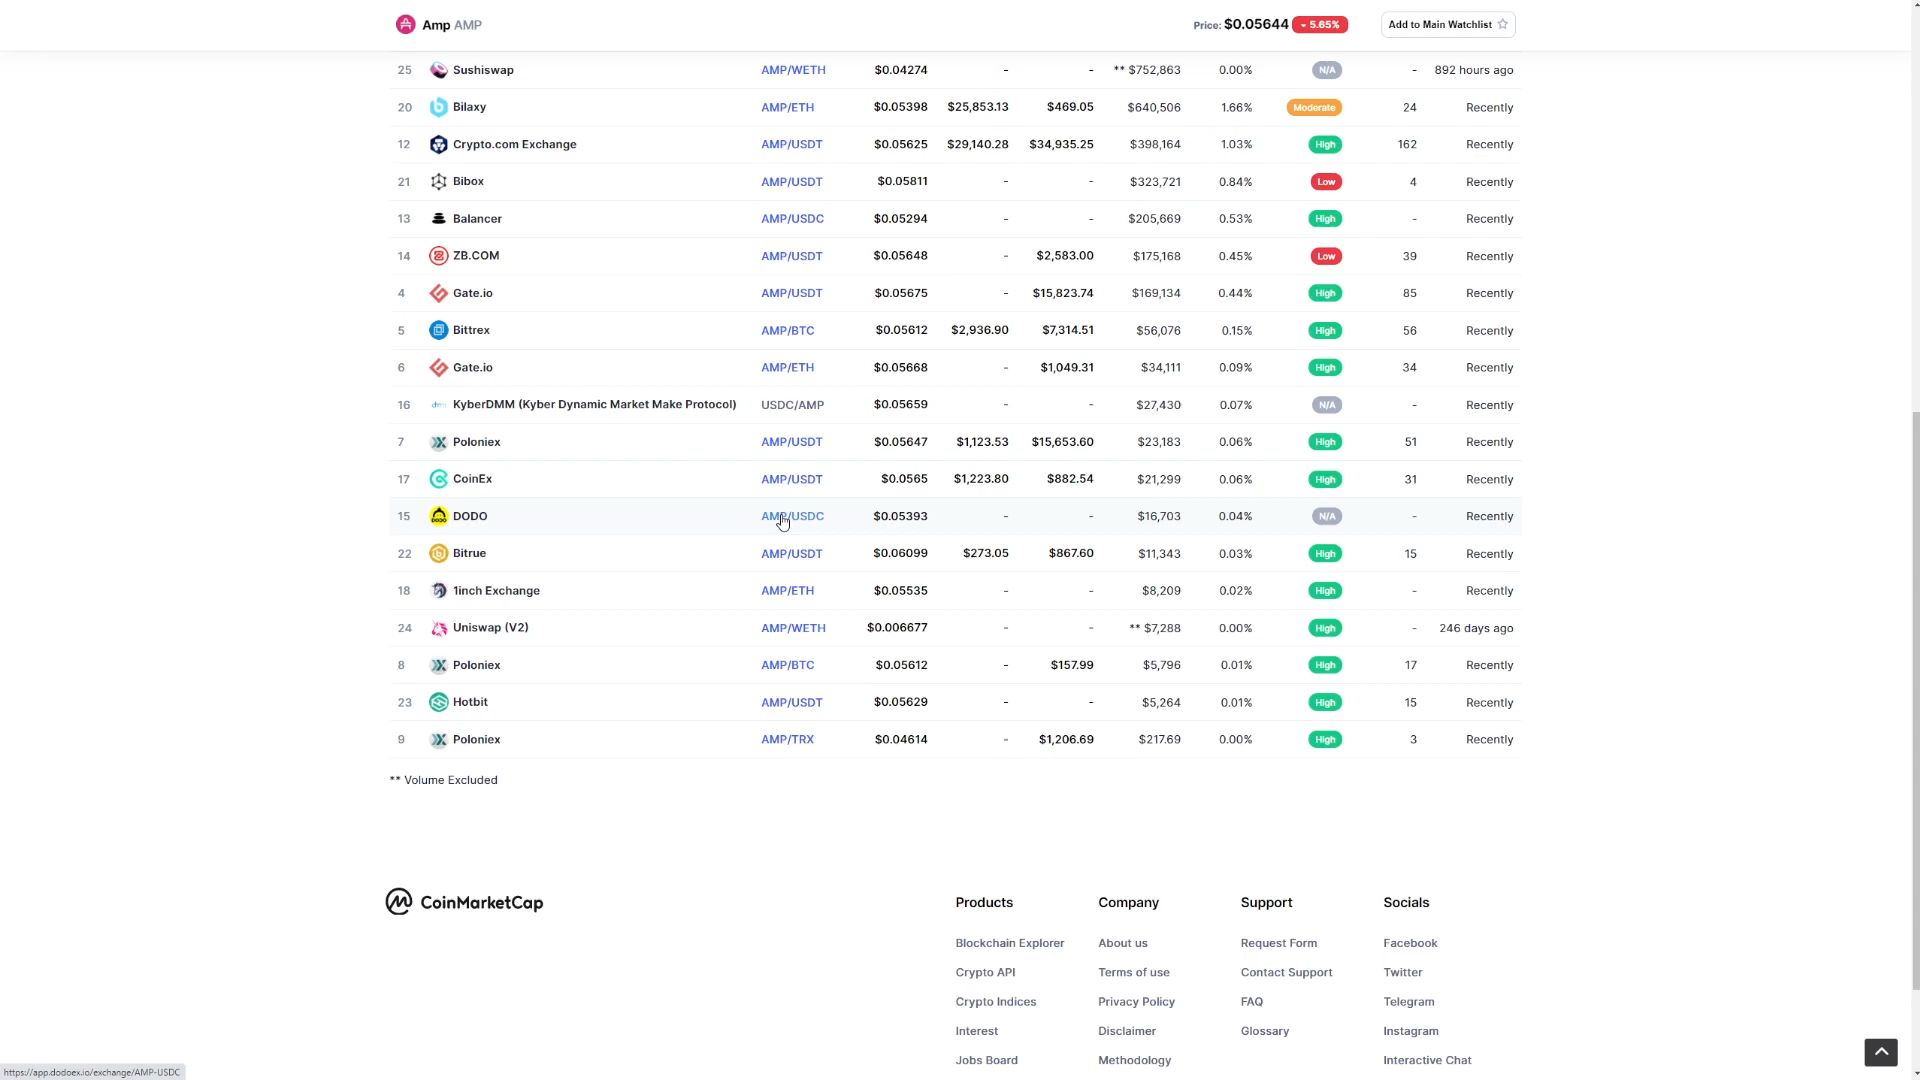 Amp AMP Price: $0.05644 5.65% Add to Main Watchlist
25 Sushiswap AMP/WETH $0.04274 - - ** $752,863 0.00% N/A - 892 hours ago
20 Bilaxy AMP/ETH $0.05398 $25,853.13 $469.05 $640,506 1.66% Moderate 24 Recently
12 Crypto.com Exchange AMP/USDT $0.05625 $29,140.28 $34,935.25 $398,164 1.03% High 162 Recently
21 Bibox AMP/USDT $0.05811 - - $323,721 0.84% Low 4 Recently
13 Balancer AMP/USDC $0.05294 - - $205,669 0.53% High - Recently
14 ZB.COM AMP/USDT $0.05648 - $2,583.00 $175,168 0.45% Low 39 Recently
4 Gate.io AMP/USDT $0.05675 - $15,823.74 $169,134 0.44% High 85 Recently
5 Bittrex AMP/BTC $0.05612 $2,936.90 $7,314.51 $56,076 0.15% High 56 Recently
6 Gate.io AMP/ETH $0.05668 - $1,049.31 $34,111 0.09% High 34 Recently
16 KyberDMM (Kyber Dynamic Market Make Protocol) USDC/AMP $0.05659 - - $27,430 0.07% N/A - Recently
7 Poloniex AMP/USDT $0.05647 $1,123.53 $15,653.60 $23,183 0.06% High 51 Recently
17 CoinEx AMP/USDT $0.0565 $1,223.80 $882.54 $21,299 0.06% High 31 Recently
15 DODO AMP/USDC $0.05393 - - $16,703 0.04% N/A - Recently
22 Bitrue AMP/USDT $0.06099 $273.05 $867.60 $11,343 0.03% High 15 Recently
18 1inch Exchange AMP/ETH $0.05535 - - $8,209 0.02% High - Recently
24 Uniswap (V2) AMP/WETH $0.006677 - - ** $7,288 0.00% High - 246 days ago
8 Poloniex AMP/BTC $0.05612 - $157.99 $5,796 0.01% High 17 Recently
23 Hotbit AMP/USDT $0.05629 - - $5,264 0.01% High 15 Recently
9 Poloniex AMP/TRX $0.04614 - $1,206.69 $217.69 0.00% High 3 Recently
** Volume Excluded
CoinMarketCap
Products Company Support Socials
Blockchain Explorer About us Request Form Facebook
Crypto API Terms of use Contact Support Twitter
Crypto Indices Privacy Policy FAQ Telegram
Interest Disclaimer Glossary Instagram
Jobs Board Methodology Interactive Chat
https://app.dodoex.io/exchange/AMP-USDC